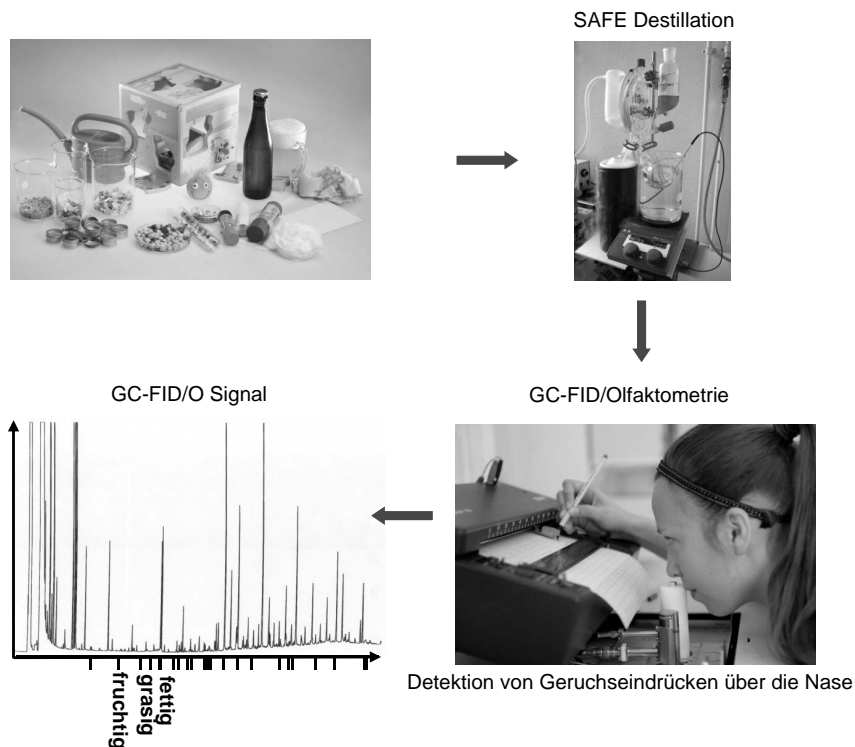 SAFE Destillation
GC-FID/O Signal
GC-FID/Olfaktometrie
fruchtig
grasig
fettig
Detektion von Geruchseindrücken über die Nase